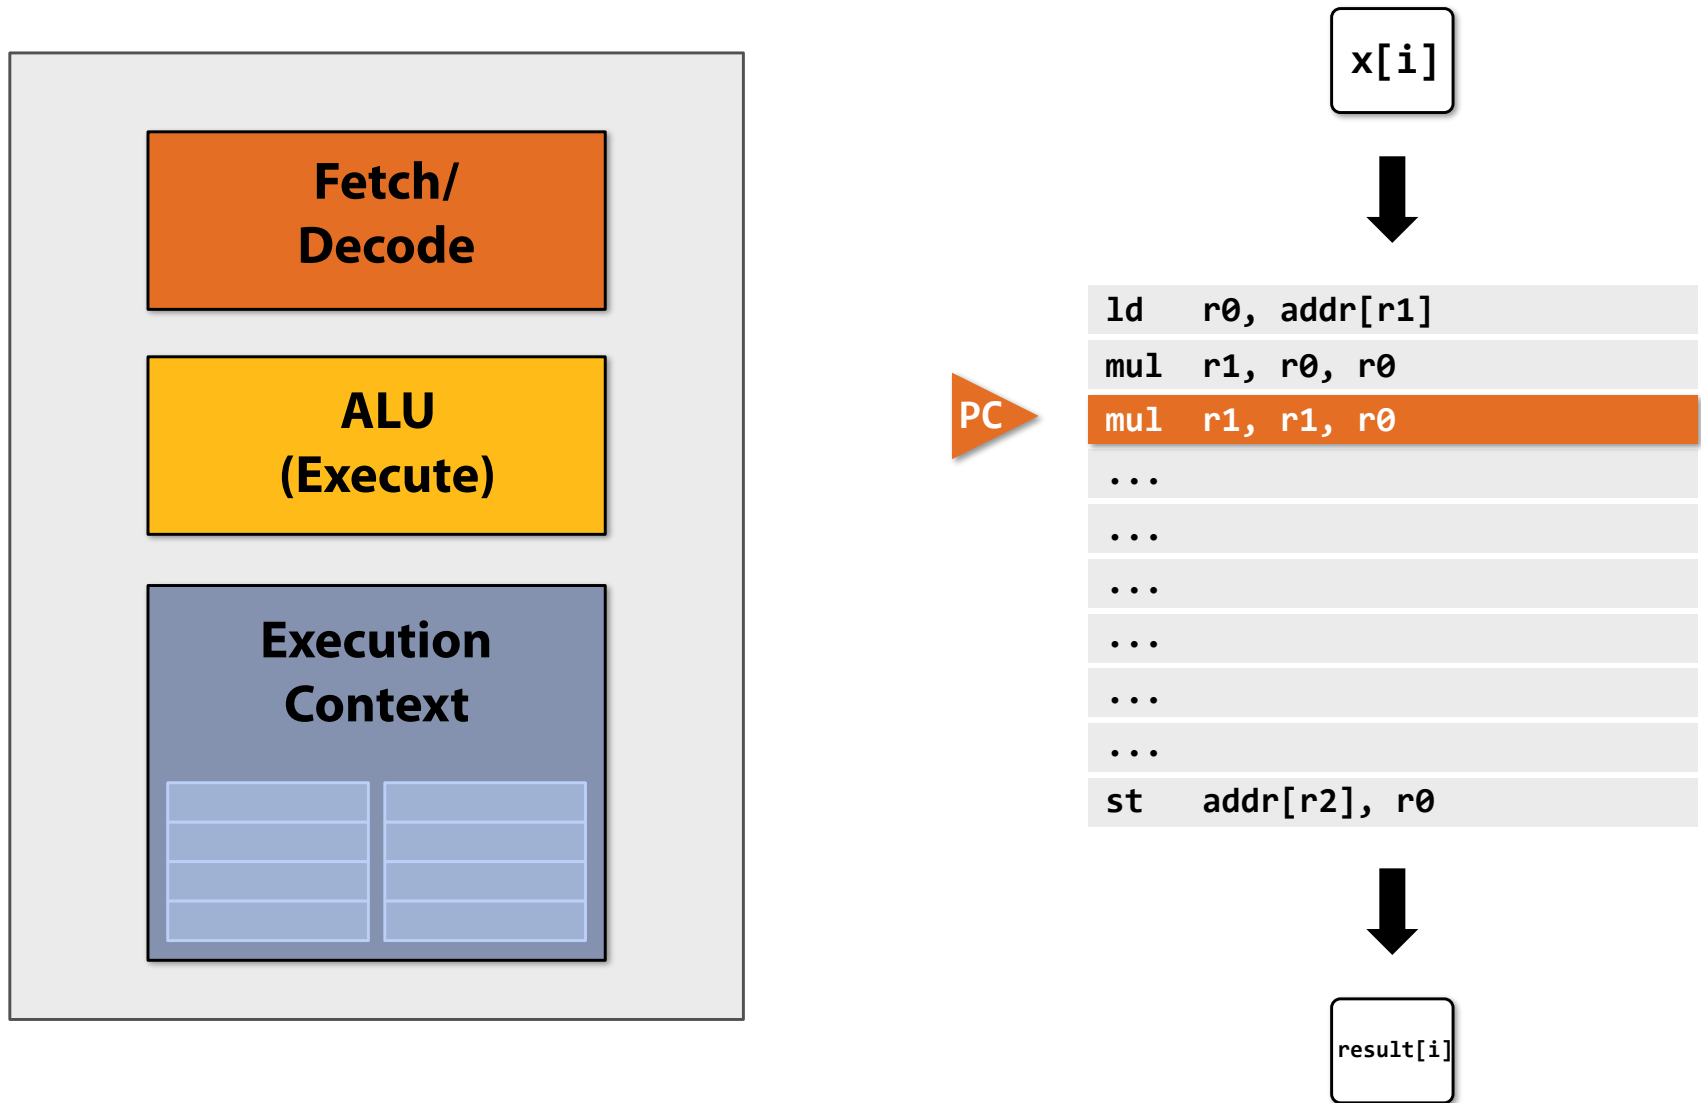 Fetch/
Decode
ALU
(Execute)
Execution
Context
x[i]
PC
ld r0, addr[r1]
mul r1, r0, r0
mul r1, r1, r0
...
...
...
...
...
...
st addr[r2], r0
result[i]